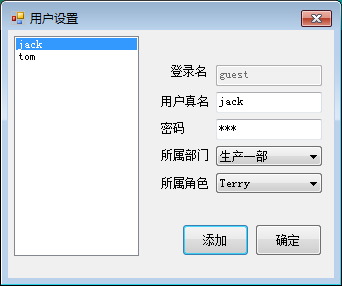 用户设置
jack
tom
登录名 guest
用户真名 jack
密码 ***
所属部门 生产一部
所属角色 Terry
添加 确定